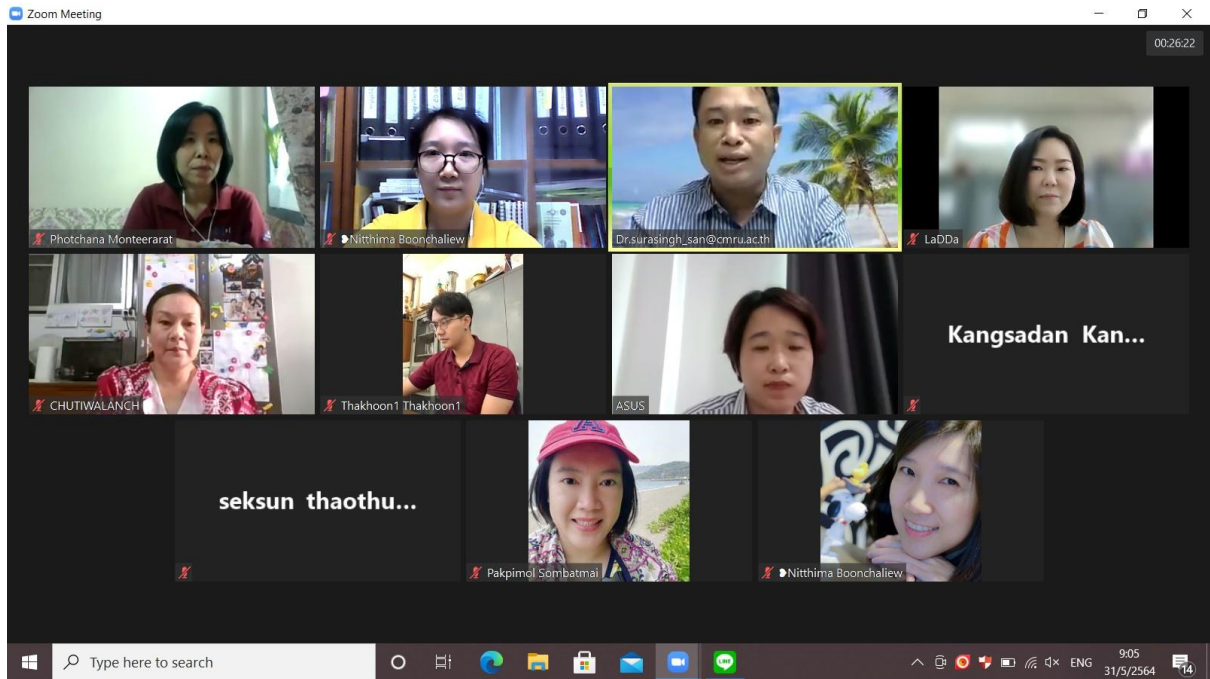 Zoom Meeting
00:26:22
Photchana Monteerarat
Nitthima Boonchaliew
Dr.surasingh_san@cmru.ac.th
LaDDa
CHUTIWALANCH
Thakhoon1 Thakhoon1
ASUS
Kangsadan Kan...
seksun thaothu...
Pakpimol Sombatmai
Nitthima Boonchaliew
A
Type here to search
LINE
ENG
9:05
31/5/2564
14